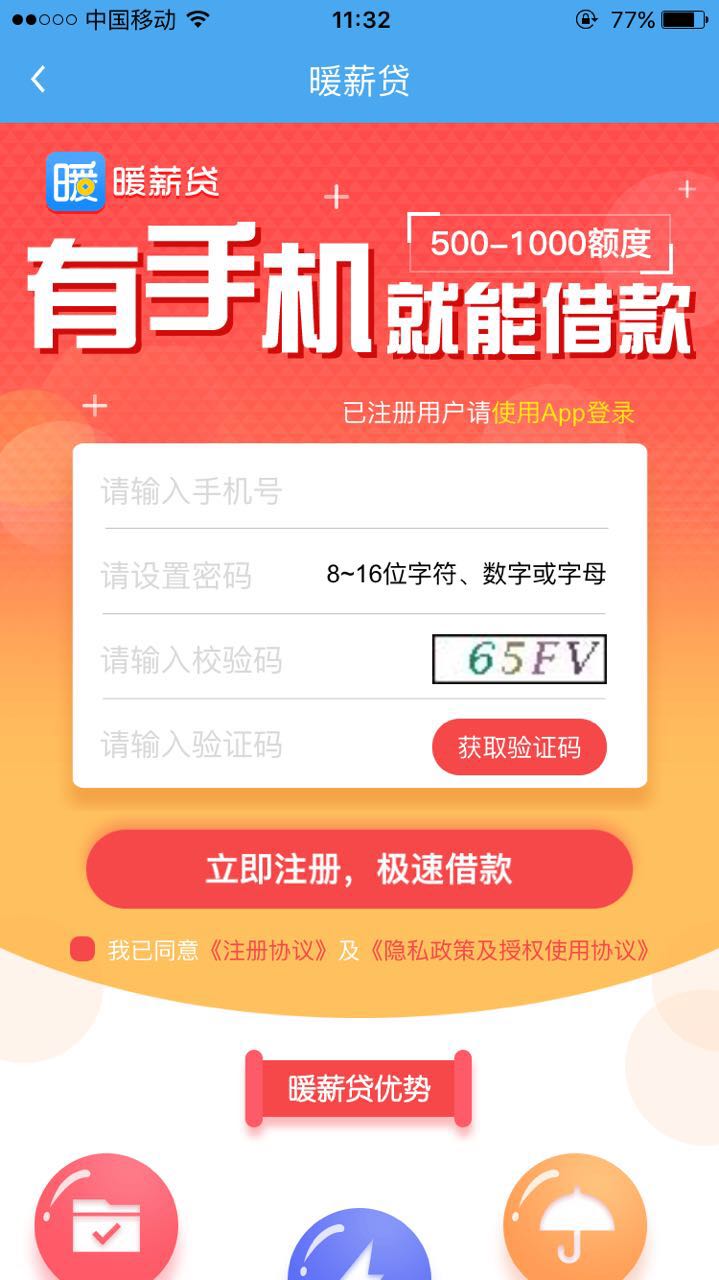 中国移动 11:32 77%
暖薪贷
暖 暖薪贷
500-1000额度
有手机就能借款
已注册用户请使用App登录
请输入手机号
请设置密码 8~16位字符、数字或字母
请输入校验码 65FV
请输入验证码 获取验证码
立即注册，极速借款
我已同意《注册协议》及《隐私政策及授权使用协议》
暖薪贷优势